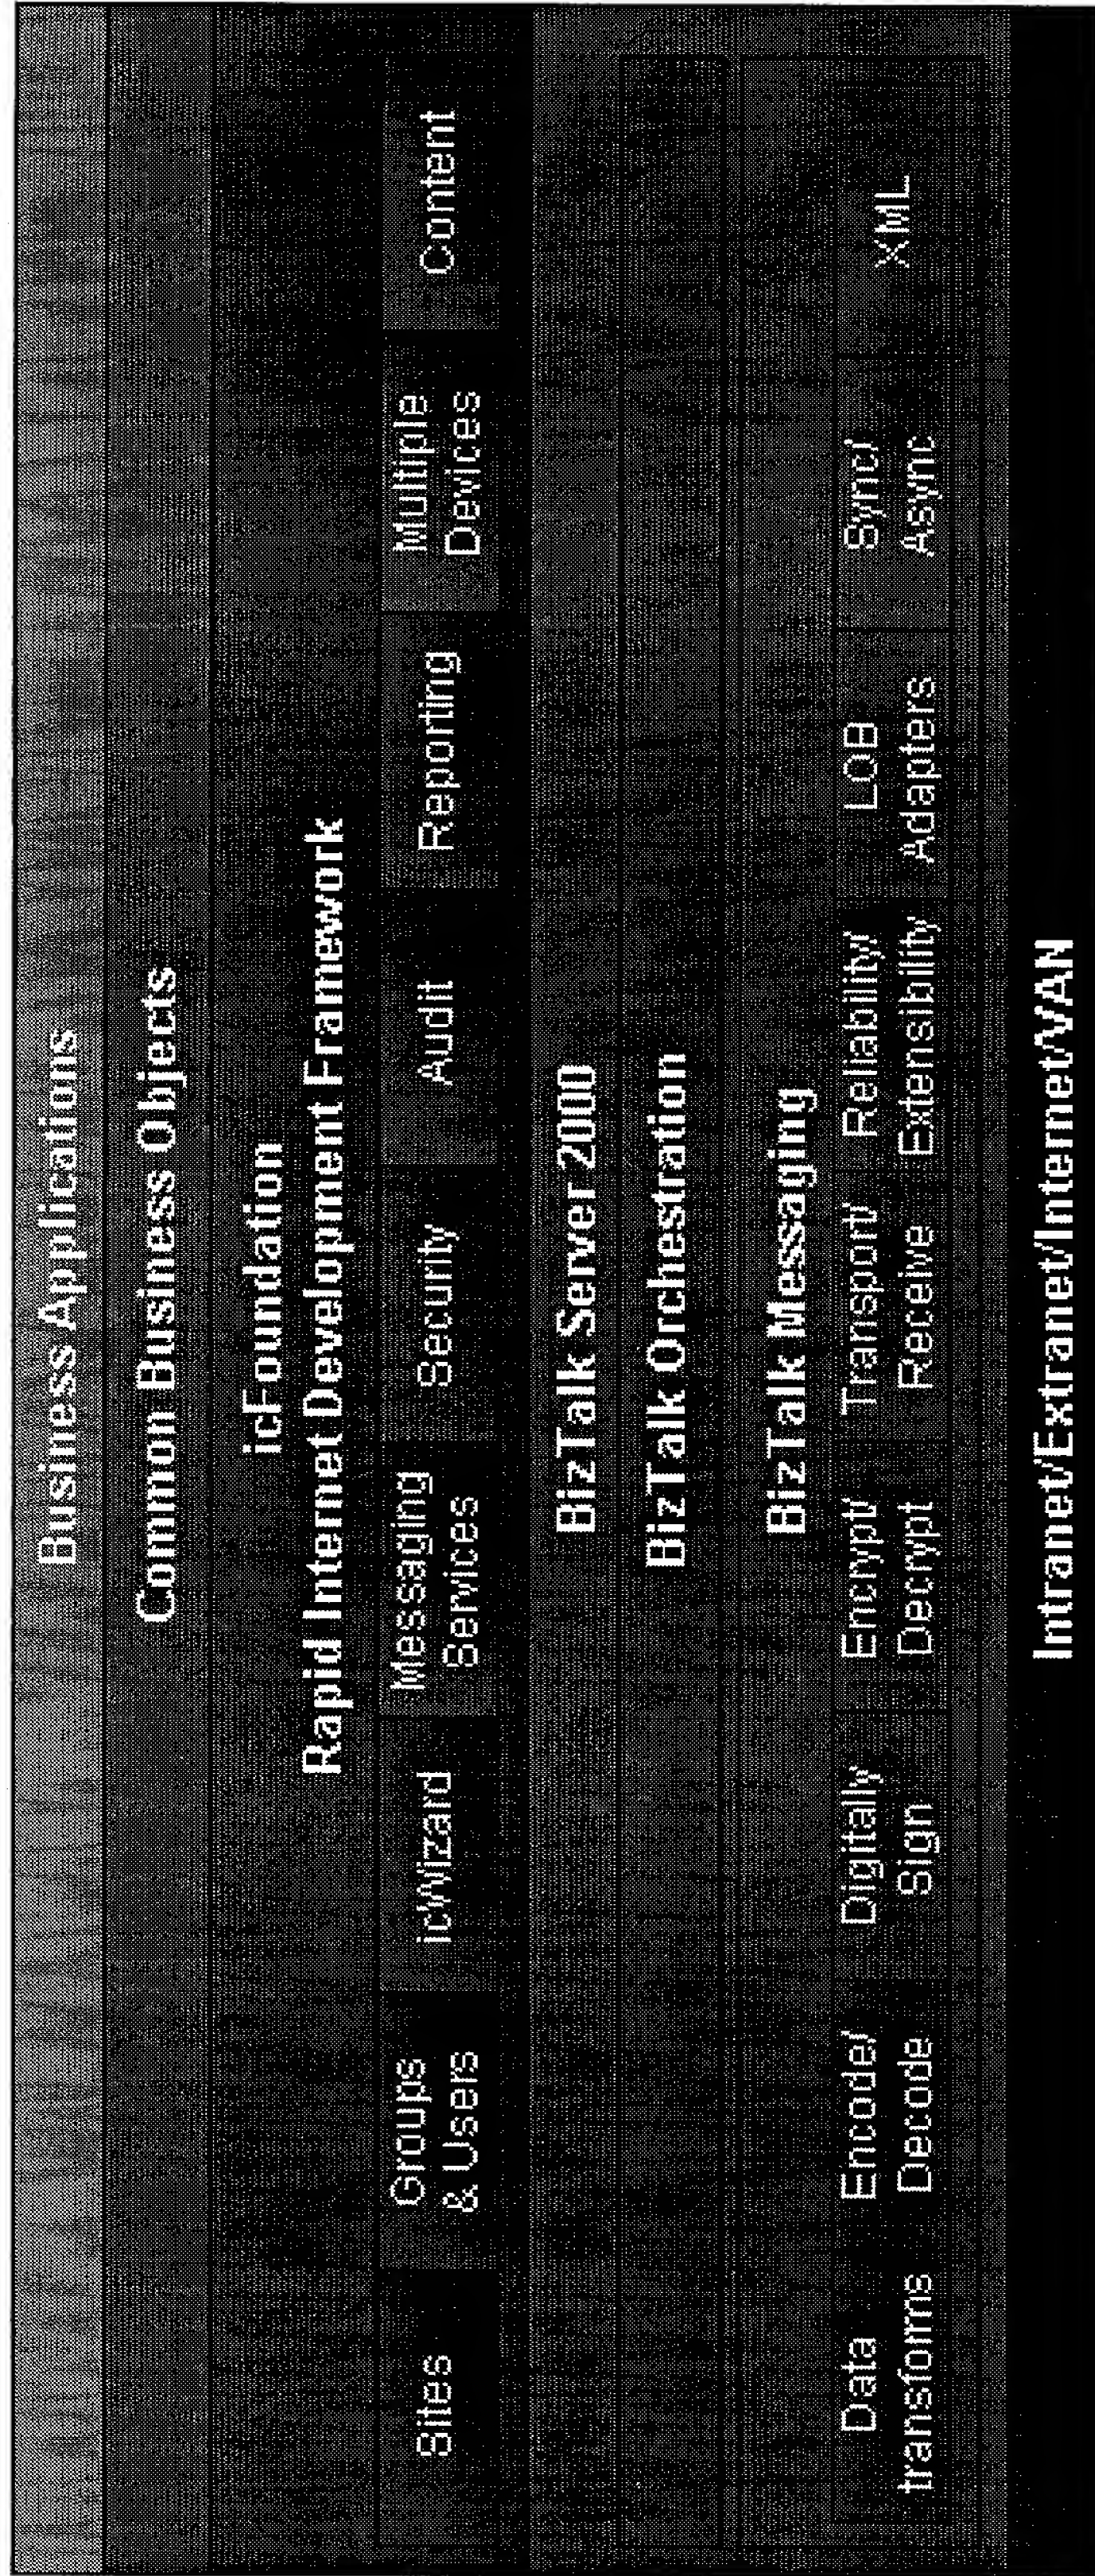 Business Applications
Common Business Objects
icFoundation
Rapid Internet Development Framework
Sites
Groups
& Users
icWizard
Messaging
Services
Security
Audit
Reporting
Multiple
Devices
Content
BizTalk Server 2000
BizTalk Orchestration
BizTalk Messaging
Data
transforms
Encode/
Decode
Digitally
Sign
Encrypt/
Decrypt
Transport/
Receive
Reliability/
Extensibility
LOB
Adapters
Sync/
Async
XML
Intranet/Extranet/Internet/VAN